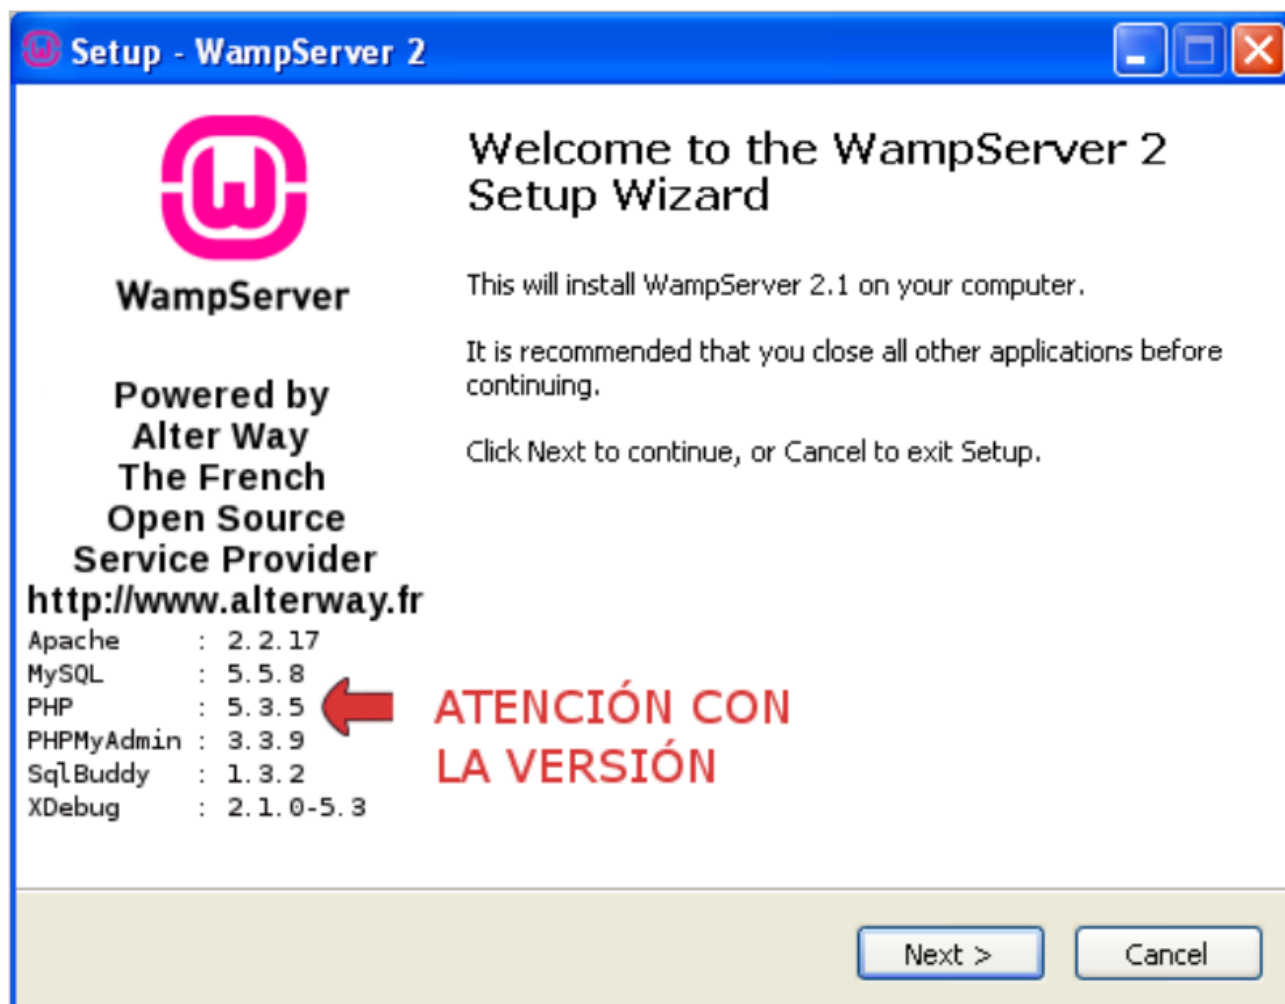 Setup - WampServer 2
WampServer
Powered by
Alter Way
The French
Open Source
Service Provider
http://www.alterway.fr
Apache : 2.2.17
MySQL : 5.5.8
PHP : 5.3.5
PHPMyAdmin : 3.3.9
SqlBuddy : 1.3.2
XDebug : 2.1.0-5.3
ATENCIÓN CON
LA VERSIÓN
Welcome to the WampServer 2
Setup Wizard
This will install WampServer 2.1 on your computer.
It is recommended that you close all other applications before
continuing.
Click Next to continue, or Cancel to exit Setup.
Next >
Cancel